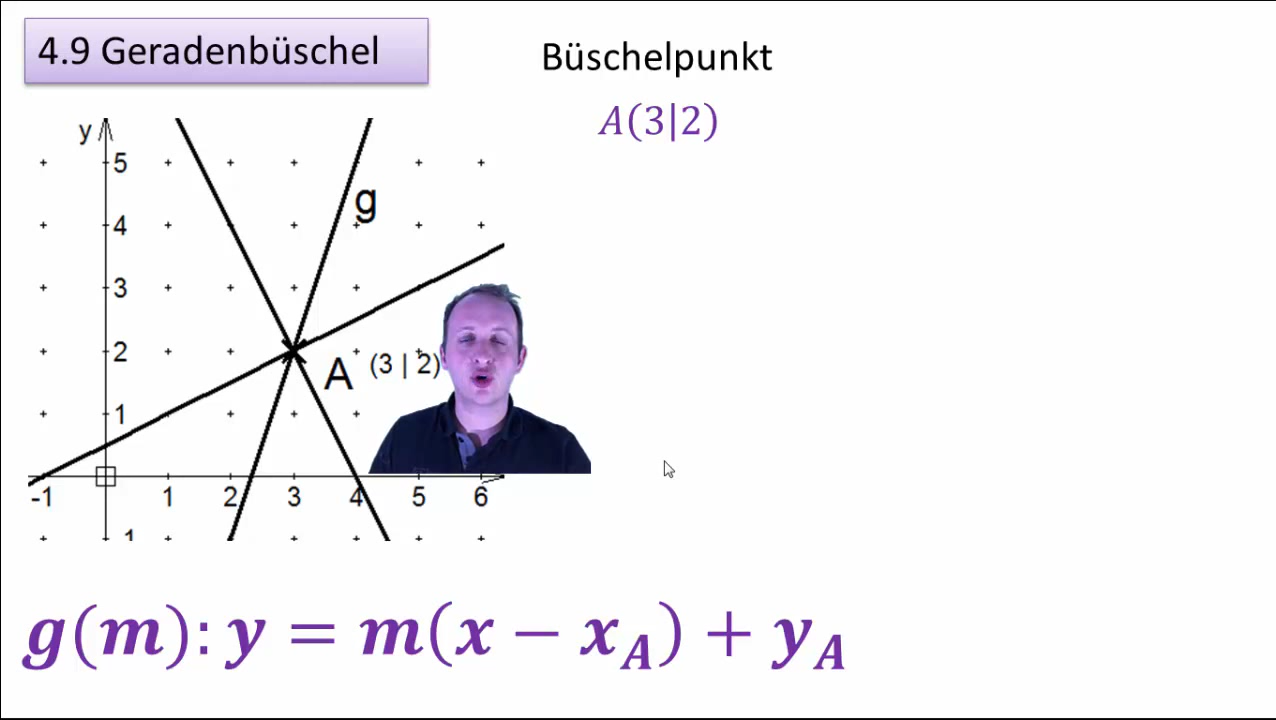 4.9 Geradenbüschel
Büschelpunkt
A(3|2)
y
5
g
4
3
2
A (3 | 2)
1
-1 1 2 3 4 5 6
1
g(m): y = m(x − x_A) + y_A